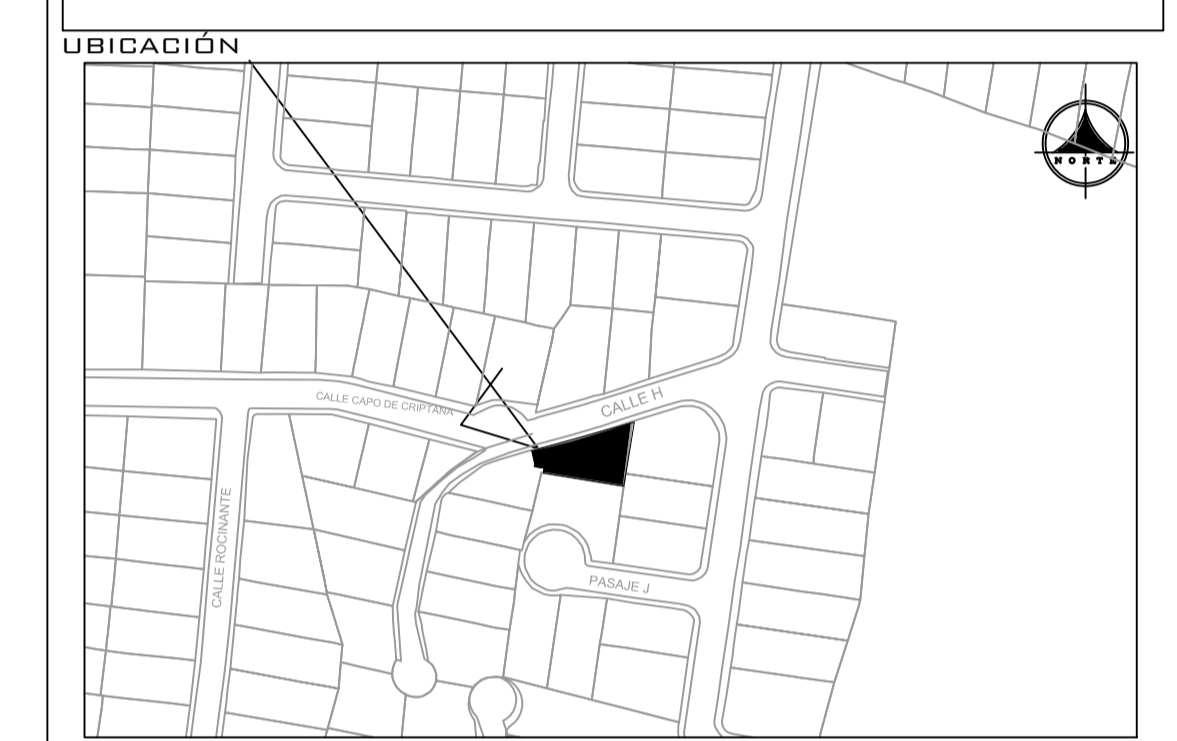 UBICACIÓN
NORTE
CALLE CAPO DE CRIPTANA
CALLE H
CALLE ROCINANTE
PASAJE J